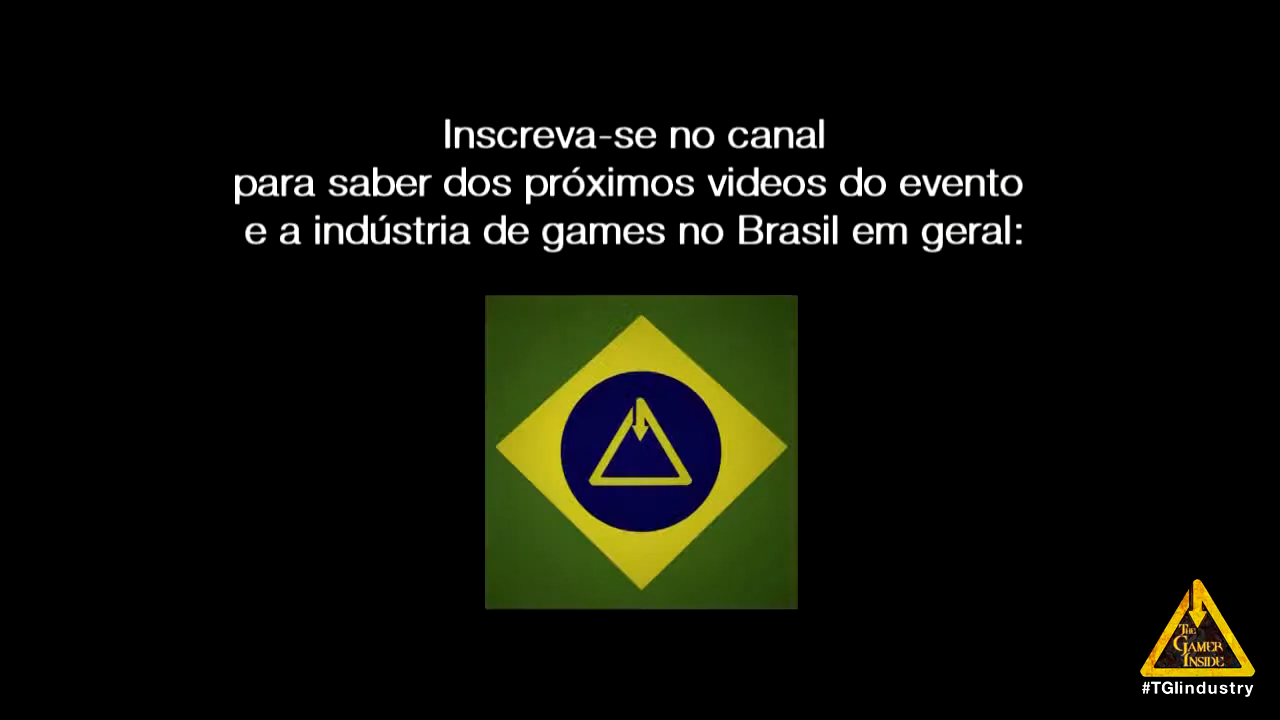 Inscreva-se no canal
para saber dos próximos videos do evento
e a indústria de games no Brasil em geral:
THE
GAMER
INSIDE
#TGIindustry